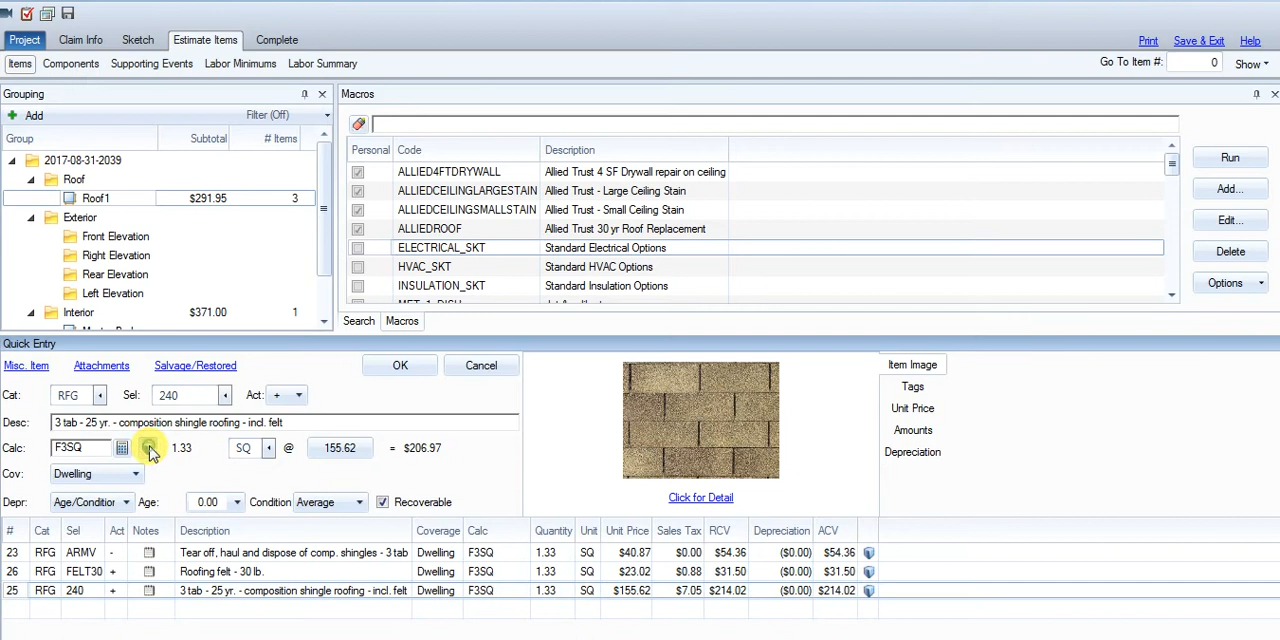 Project Claim Info Sketch Estimate Items Complete Print Save & Exit Help
Items Components Supporting Events Labor Minimums Labor Summary Go To Item #: 0 Show
Grouping Macros
Add Filter (Off)
Group Subtotal # Items
2017-08-31-2039
Roof
Roof1 $291.95 3
Exterior
Front Elevation
Right Elevation
Rear Elevation
Left Elevation
Interior $371.00 1
Personal Code Description
ALLIED4FTDRYWALL Allied Trust 4 SF Drywall repair on ceiling
ALLIEDCEILINGLARGESTAIN Allied Trust - Large Ceiling Stain
ALLIEDCEILINGSMALLSTAIN Allied Trust - Small Ceiling Stain
ALLIEDROOF Allied Trust 30 yr Roof Replacement
ELECTRICAL_SKT Standard Electrical Options
HVAC_SKT Standard HVAC Options
INSULATION_SKT Standard Insulation Options
Search Macros
Run
Add...
Edit...
Delete
Options
Quick Entry
Misc. Item Attachments Salvage/Restored OK Cancel
Cat: RFG Sel: 240 Act: +
Desc: 3 tab - 25 yr. - composition shingle roofing - incl. felt
Calc: F3SQ 1.33 SQ @ 155.62 = $206.97
Cov: Dwelling
Depr: Age/Condition Age: 0.00 Condition Average Recoverable
Click for Detail
Item Image
Tags
Unit Price
Amounts
Depreciation
# Cat Sel Act Notes Description Coverage Calc Quantity Unit Unit Price Sales Tax RCV Depreciation ACV
23 RFG ARMV - Tear off, haul and dispose of comp. shingles - 3 tab Dwelling F3SQ 1.33 SQ $40.87 $0.00 $54.36 ($0.00) $54.36
26 RFG FELT30 + Roofing felt - 30 lb. Dwelling F3SQ 1.33 SQ $23.02 $0.88 $31.50 ($0.00) $31.50
25 RFG 240 + 3 tab - 25 yr. - composition shingle roofing - incl. felt Dwelling F3SQ 1.33 SQ $155.62 $7.05 $214.02 ($0.00) $214.02